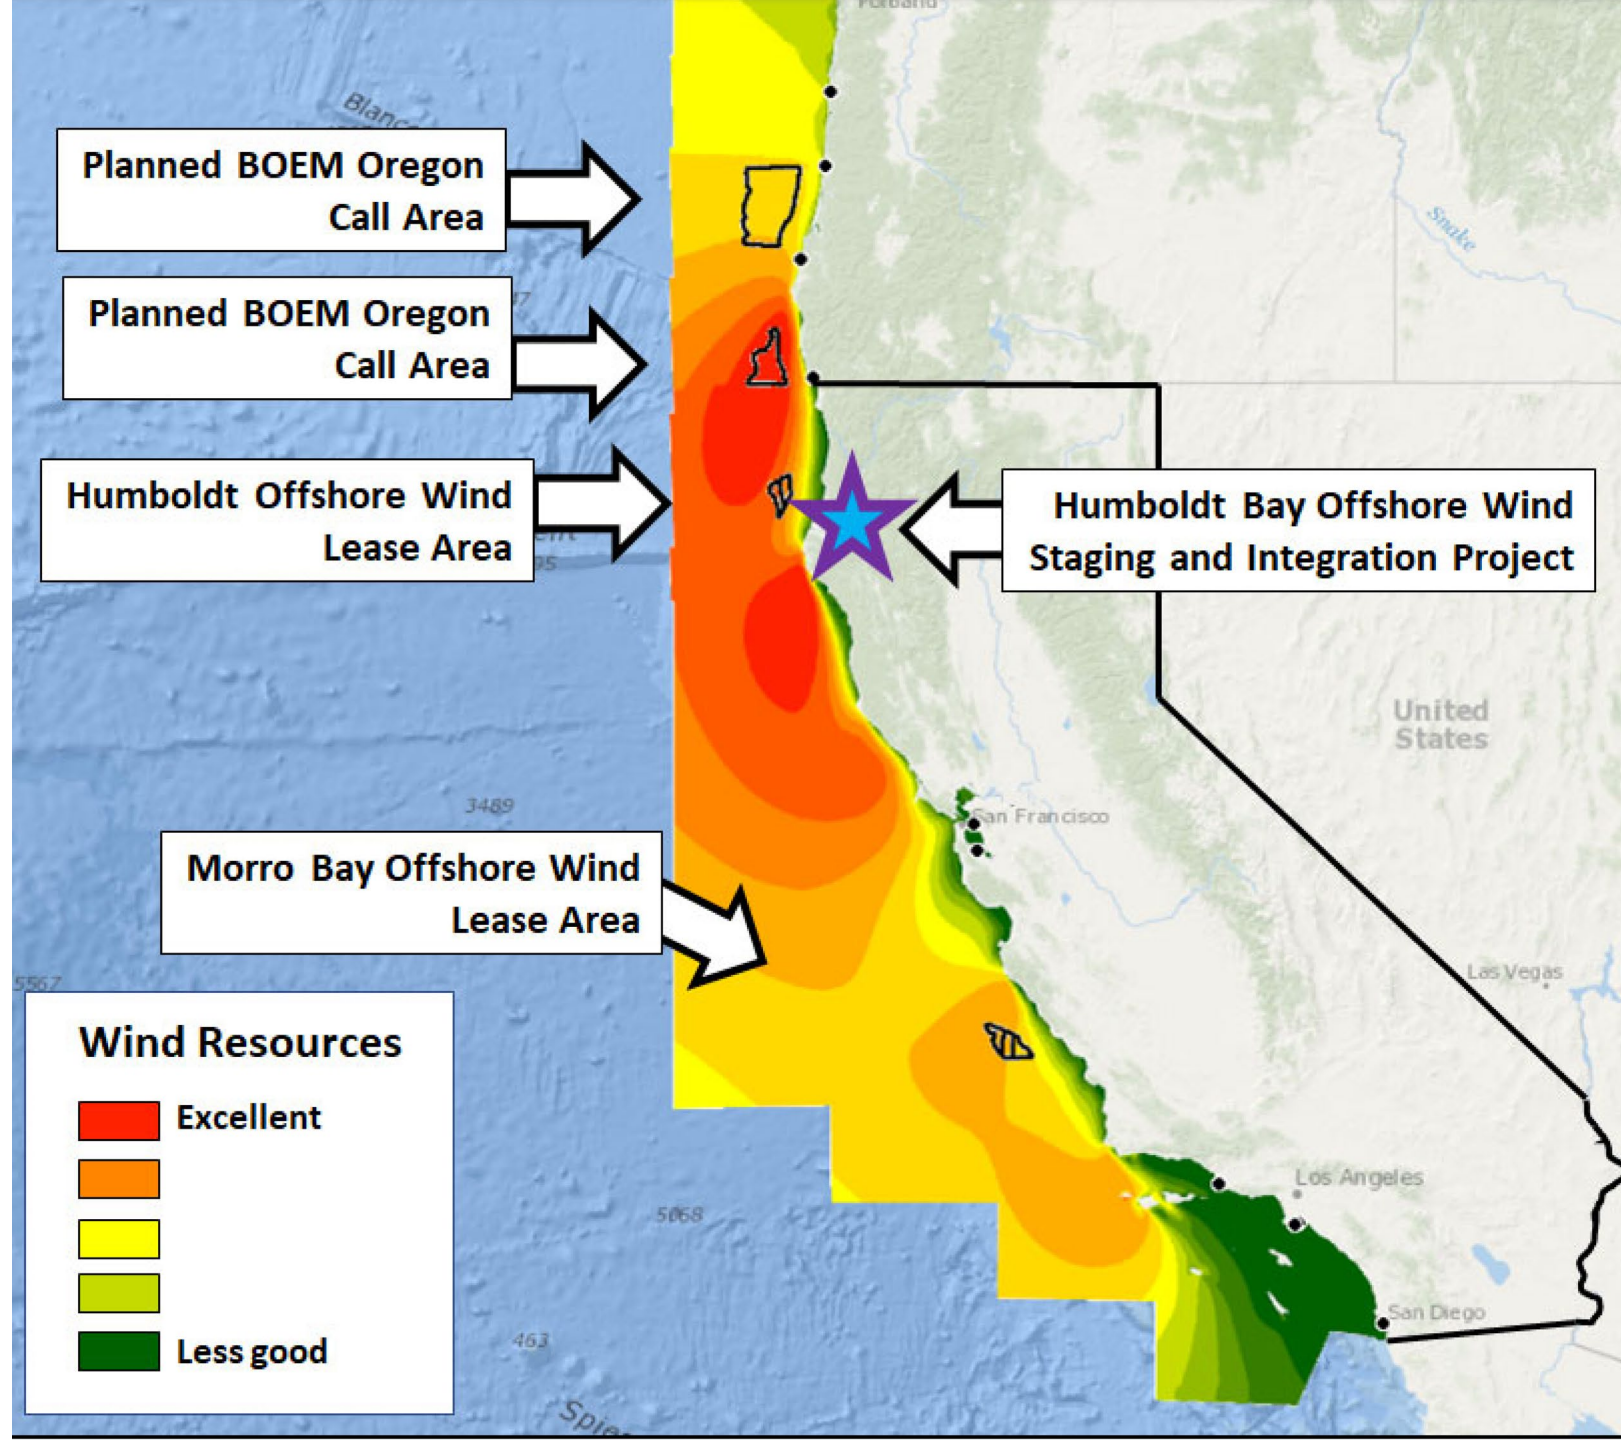 Portland
Planned BOEM Oregon
Call Area
Snake
Planned BOEM Oregon
Call Area
Humboldt Offshore Wind
Lease Area
Humboldt Bay Offshore Wind
Staging and Integration Project
United
States
3489
San Francisco
Morro Bay Offshore Wind
Lease Area
Las Vegas
5567
Wind Resources
Excellent
Less good
Los Angeles
5068
San Diego
463